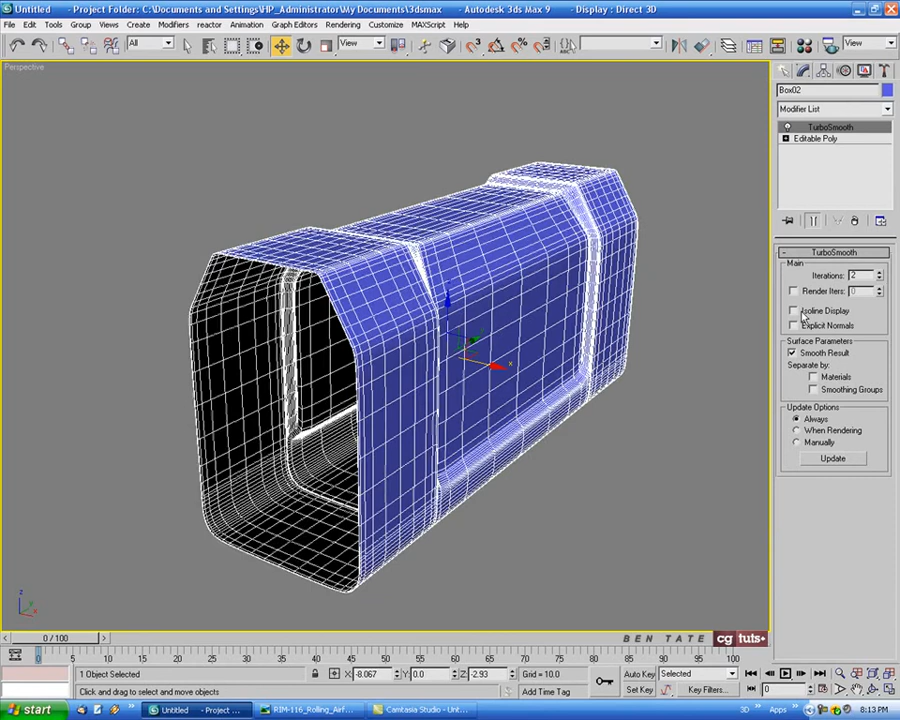 Untitled - Project Folder: C:\Documents and Settings\HP_Administrator\My Documents\3dsmax - Autodesk 3ds Max 9 - Display : Direct 3D
File Edit Tools Group Views Create Modifiers reactor Animation Graph Editors Rendering Customize MAXScript Help
All View View
Perspective
Box02
Modifier List
TurboSmooth
Editable Poly
TurboSmooth
Main
Iterations: 2
Render Iters: 0
Isoline Display
Explicit Normals
Surface Parameters
Smooth Result
Separate by:
Materials
Smoothing Groups
Update Options
Always
When Rendering
Manually
Update
z
x
BEN TATE cg tuts+
0 / 100
0 5 10 15 20 25 30 35 40 45 50 55 60 65 70 75 80 85 90 95 100
1 Object Selected X: -8.067 Y: 0.0 Z: -2.93 Grid = 10.0 Auto Key Selected
Click and drag to select and move objects Add Time Tag Set Key Key Filters... 0
start Untitled - Project ... RIM-116_Rolling_Airf... Camtasia Studio - Unt... 3D Apps 8:13 PM